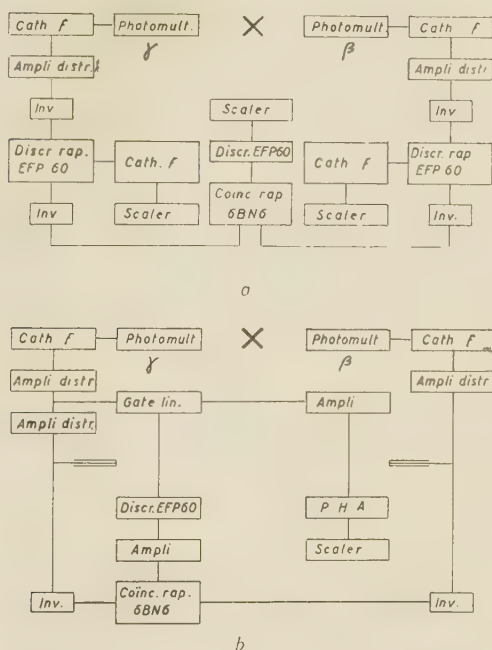 Cath F
Photomult.
Photomult
Cath F
γ
β
Ampli distr.
Ampli distr
Inv
Inv
Scaler
Discr rap.
EFP 60
Cath. F
Discr. EFP60
Cath F
Discr. rap
EFP 60
Coïnc rap
6BN6
Inv
Scaler
Scaler
Inv.
a
Cath F
Photomult
Photomult
Cath F
γ
β
Ampli distr
Ampli distr
Gate lin.
Ampli
Ampli distr.
Discr. EFP60
P H A
Ampli
Scaler
Inv.
Coïnc. rap.
6BN6
Inv.
b